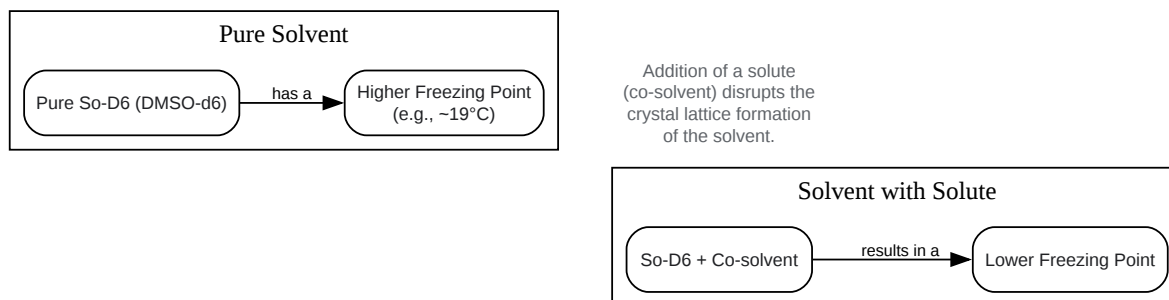 Pure Solvent
Pure So-D6 (DMSO-d6)
has a
Higher Freezing Point
(e.g., ~19°C)
Addition of a solute
(co-solvent) disrupts the
crystal lattice formation
of the solvent.
Solvent with Solute
So-D6 + Co-solvent
results in a
Lower Freezing Point